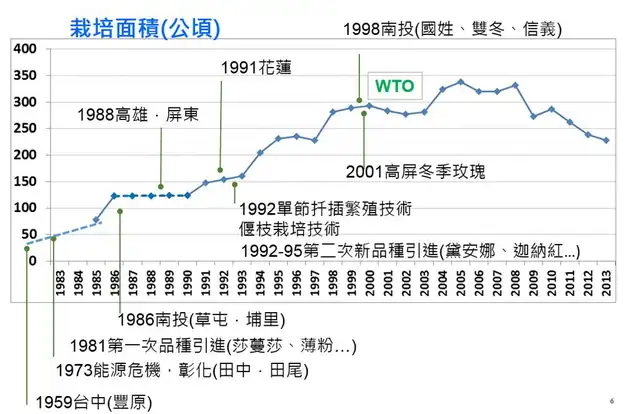 栽培面積(公頃)
1998南投(國姓、雙冬、信義)
WTO
1991花蓮
1988高雄．屏東
2001高屏冬季玫瑰
1992單節扦插繁殖技術
偃枝栽培技術
1992-95第二次新品種引進(黛安娜、迦納紅...)
400
350
300
250
200
150
100
50
0
1983 1984 1985 1986 1987 1988 1989 1990 1991 1992 1993 1994 1995 1996 1997 1998 1999 2000 2001 2002 2003 2004 2005 2006 2007 2008 2009 2010 2011 2012 2013
1986南投(草屯．埔里)
1981第一次品種引進(莎蔓莎、薄粉…)
1973能源危機．彰化(田中．田尾)
1959台中(豐原)
6